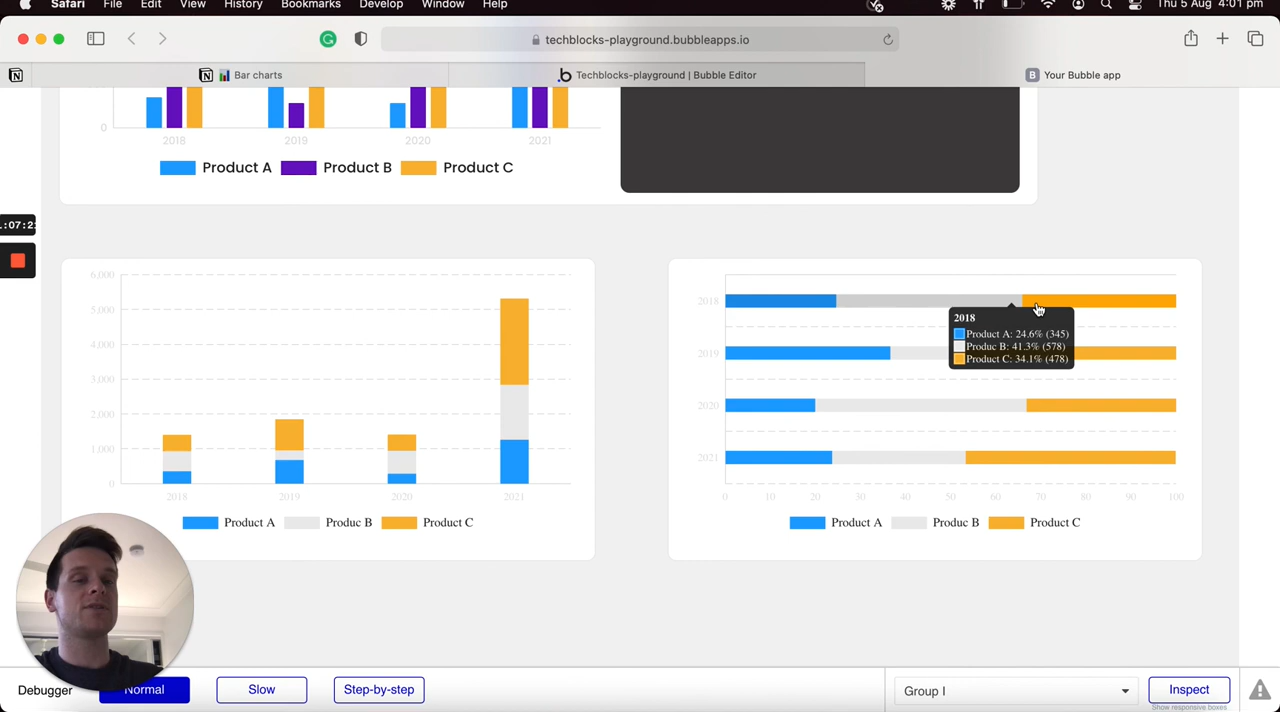 Safari File Edit View History Bookmarks Develop Window Help Thu 5 Aug 4:01 pm
techblocks-playground.bubbleapps.io
Bar charts
Techblocks-playground | Bubble Editor
Your Bubble app
0
2018 2019 2020 2021
Product A Product B Product C
:07:2
6,000
5,000
4,000
3,000
2,000
1,000
0
2018 2019 2020 2021
Product A Produc B Product C
2018
2019
2020
2021
0 10 20 30 40 50 60 70 80 90 100
Product A Produc B Product C
2018
Product A: 24.6% (345)
Produc B: 41.3% (578)
Product C: 34.1% (478)
Debugger Normal Slow Step-by-step Group I Inspect
Show responsive boxes